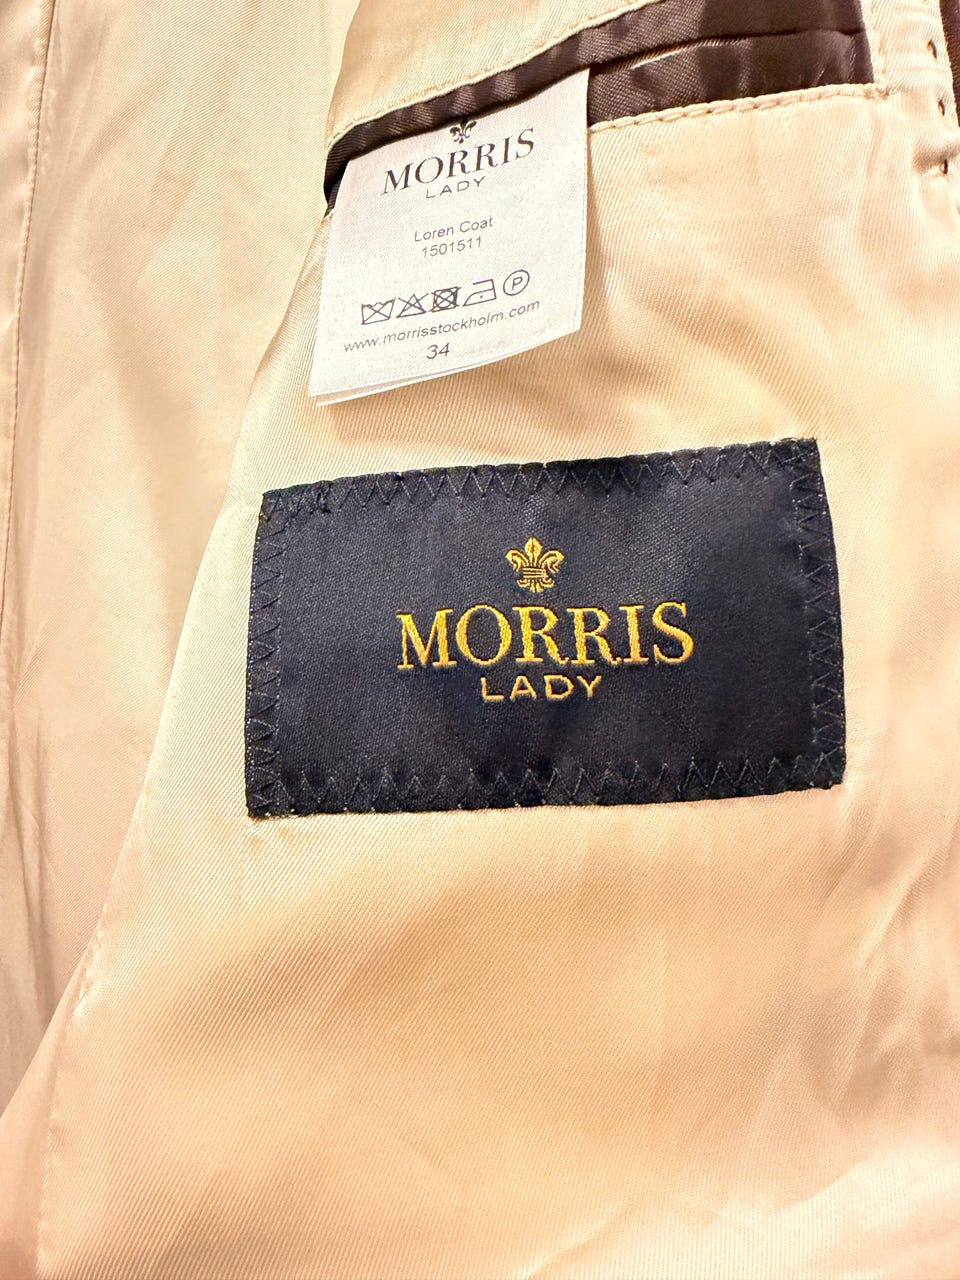 MORRIS
LADY
Loren Coat
1501511
P
www.morrisstockholm.com
34
MORRIS
LADY